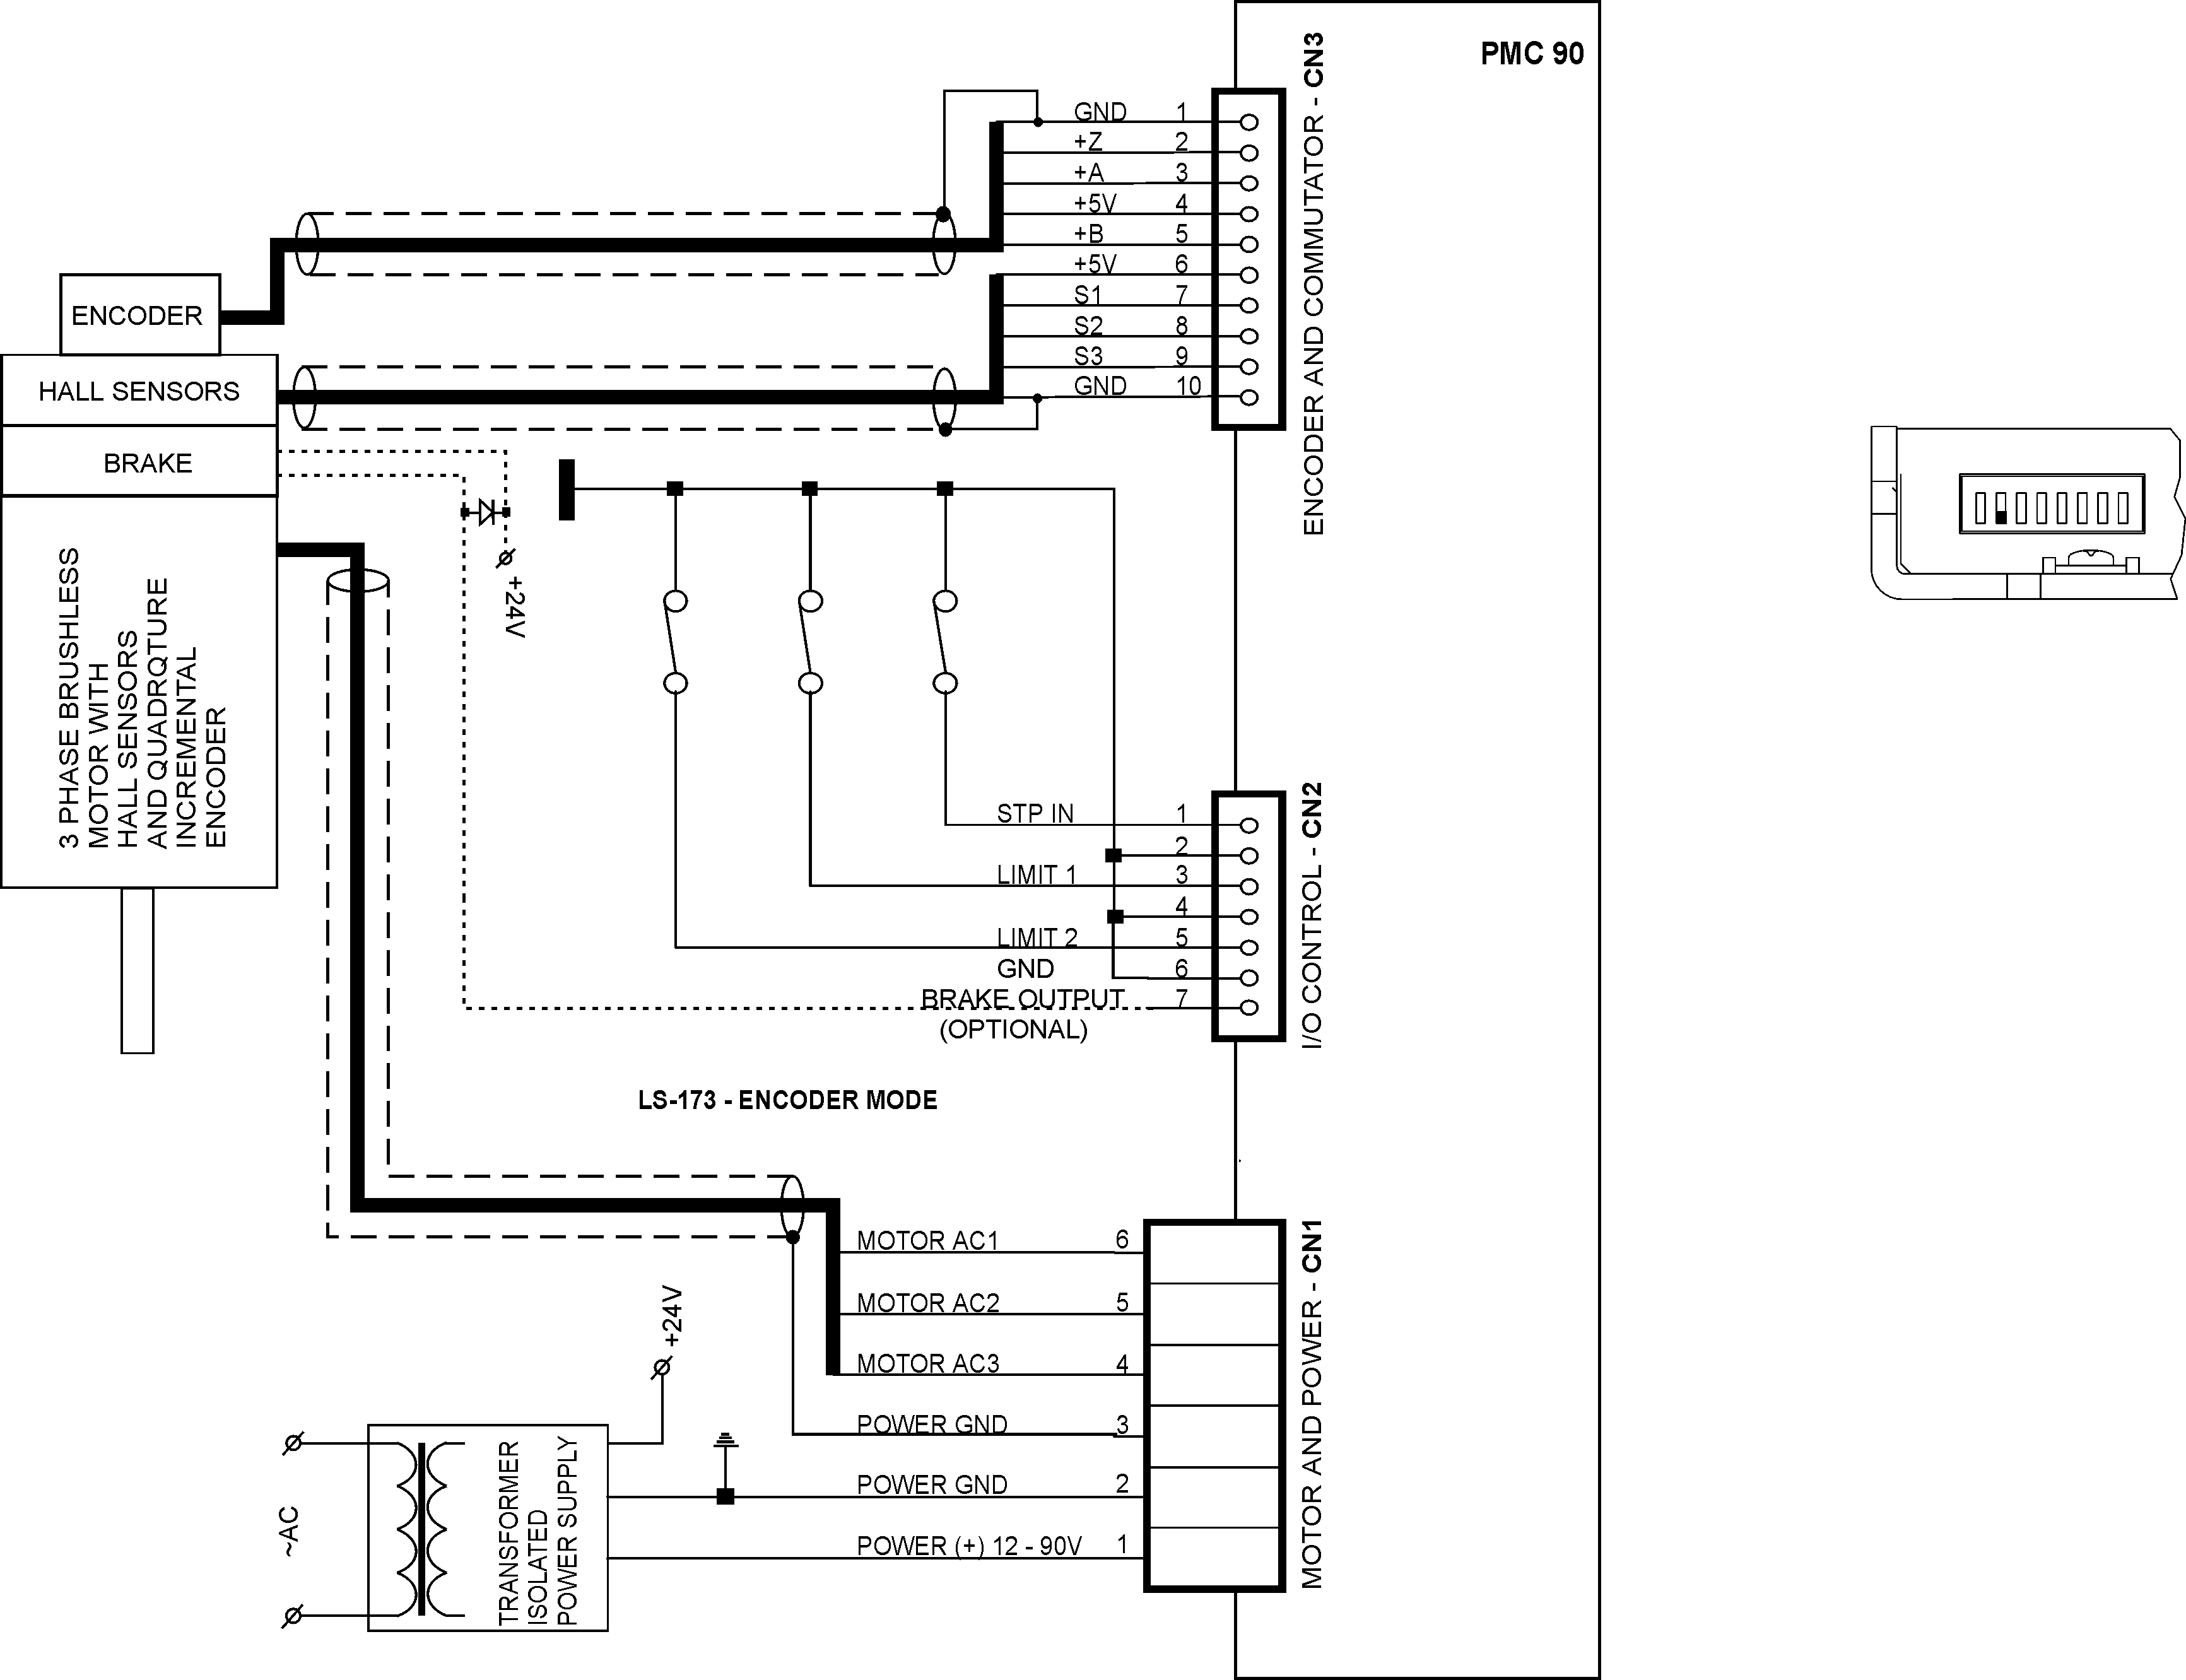 PMC 90
ENCODER AND COMMUTATOR - CN3
GND 1
+Z 2
+A 3
+5V 4
+B 5
+5V 6
S1 7
S2 8
S3 9
GND 10
ENCODER
HALL SENSORS
BRAKE
3 PHASE BRUSHLESS
MOTOR WITH
HALL SENSORS
AND QUADRQTURE
INCREMENTAL
ENCODER
+24V
I/O CONTROL - CN2
STP IN 1
2
LIMIT 1 3
4
LIMIT 2 5
GND 6
BRAKE OUTPUT 7
(OPTIONAL)
LS-173 - ENCODER MODE
MOTOR AND POWER - CN1
MOTOR AC1 6
MOTOR AC2 5
MOTOR AC3 4
POWER GND 3
POWER GND 2
POWER (+) 12 - 90V 1
+24V
~AC
TRANSFORMER
ISOLATED
POWER SUPPLY